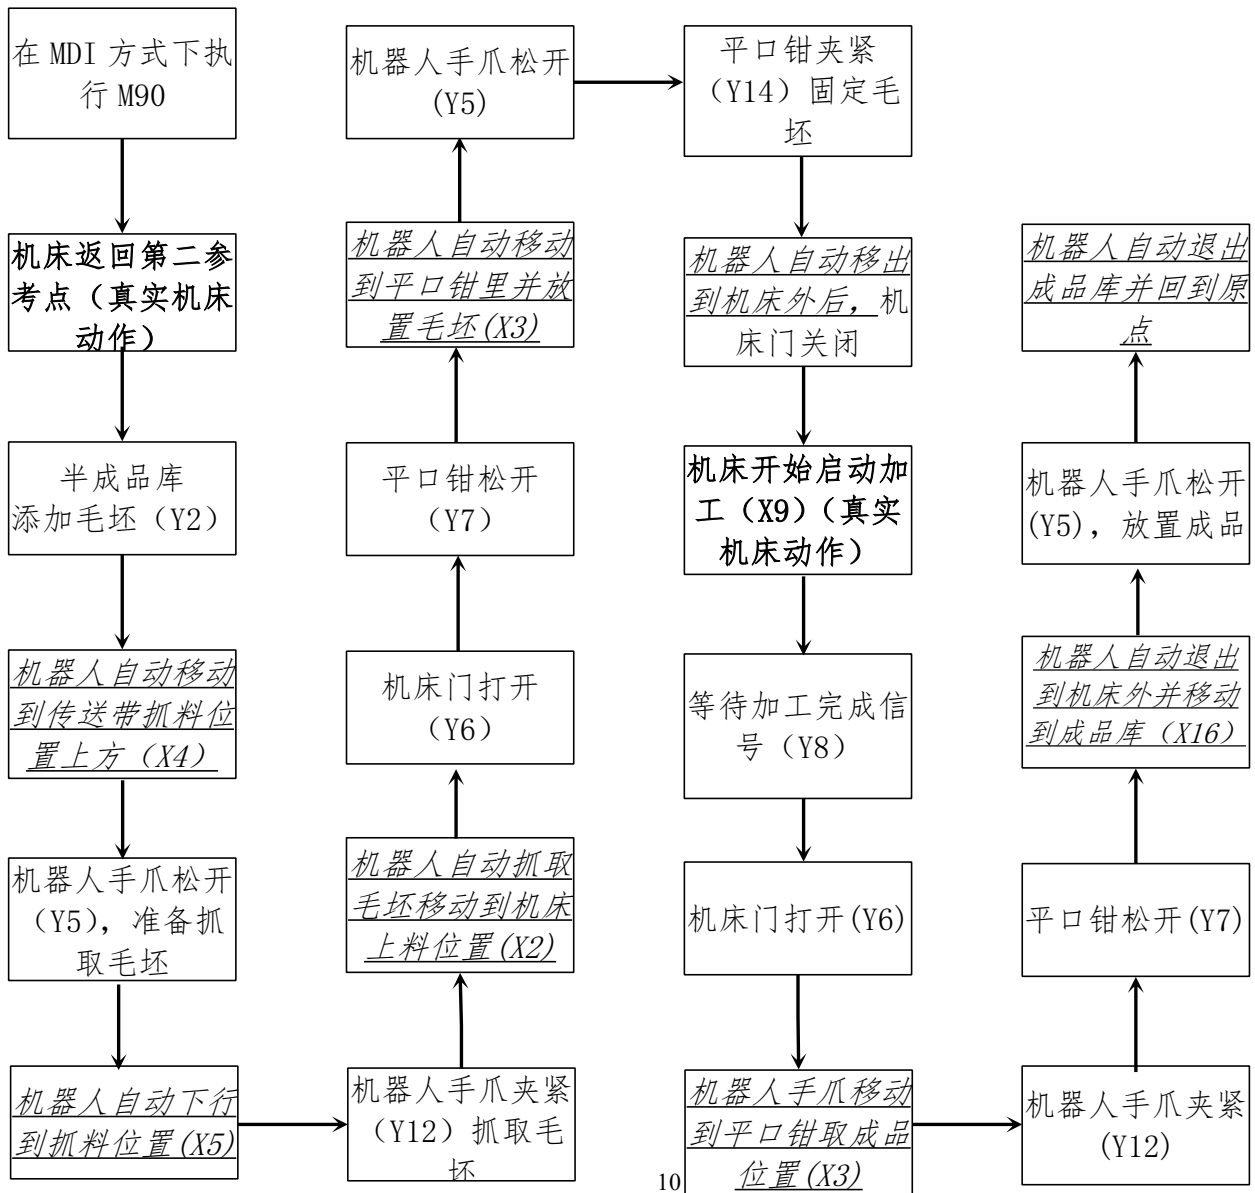 在 MDI 方式下执
行 M90
机床返回第二参
考点（真实机床
动作）
半成品库
添加毛坯（Y2）
机器人自动移动
到传送带抓料位
置上方（X4）
机器人手爪松开
（Y5），准备抓
取毛坯
机器人自动下行
到抓料位置(X5)
机器人手爪夹紧
（Y12）抓取毛
坯
机器人自动抓取
毛坯移动到机床
上料位置(X2)
机床门打开
（Y6）
平口钳松开
（Y7）
机器人自动移动
到平口钳里并放
置毛坯(X3)
机器人手爪松开
(Y5)
平口钳夹紧
（Y14）固定毛
坯
机器人自动移出
到机床外后，机
床门关闭
机床开始启动加
工（X9）（真实
机床动作）
等待加工完成信
号（Y8）
机床门打开(Y6)
机器人手爪移动
到平口钳取成品
位置(X3)
机器人手爪夹紧
(Y12)
平口钳松开(Y7)
机器人自动退出
到机床外并移动
到成品库（X16）
机器人手爪松开
(Y5)，放置成品
机器人自动退出
成品库并回到原
点
10